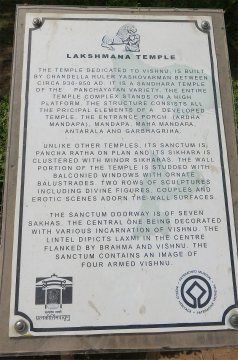 LAKSHMANA TEMPLE
THE TEMPLE DEDICATED TO VISHNU, IS BUILT
BY CHANDELLA RULER YASHOVARMAN BETWEEN
CIRCA 930-950 AD. IT IS A SANDHARA TEMPLE
OF THE PANCHAYATAN VARIETY. THE ENTIRE
TEMPLE COMPLEX STANDS ON A HIGH
PLATFORM. THE STRUCTURE CONSISTS ALL
THE PRICIPAL ELEMENTS OF A DEVELOPED
TEMPLE. THE ENTRANCE PORCH (ARDHA
MANDAPA), MANDAPA, MAHA MANDAPA,
ANTARALA AND GARBHAGRIHA.
UNLIKE OTHER TEMPLES, ITS SANCTUM IS
PANCHA RATHA ON PLAN AND ITS SIKHARA IS
CLUSTERED WITH MINOR SIKHARAS. THE WALL
PORTION OF THE TEMPLE IS STUDDED WITH
BALCONIED WINDOWS WITH ORNATE
BALUSTRADES. TWO ROWS OF SCULPTURES
INCLUDING DIVINE FIGURES, COUPLES AND
EROTIC SCENES ADORN THE WALL SURFACES.
THE SANCTUM DOORWAY IS OF SEVEN
SAKHAS. THE CENTRAL ONE BEING DECORATED
WITH VARIOUS INCARNATION OF VISHNU. THE
LINTEL DIPICTS LAXMI IN THE CENTRE
FLANKED BY BRAHMA AND VISHNU. THE
SANCTUM CONTAINS AN IMAGE OF
FOUR ARMED VISHNU.